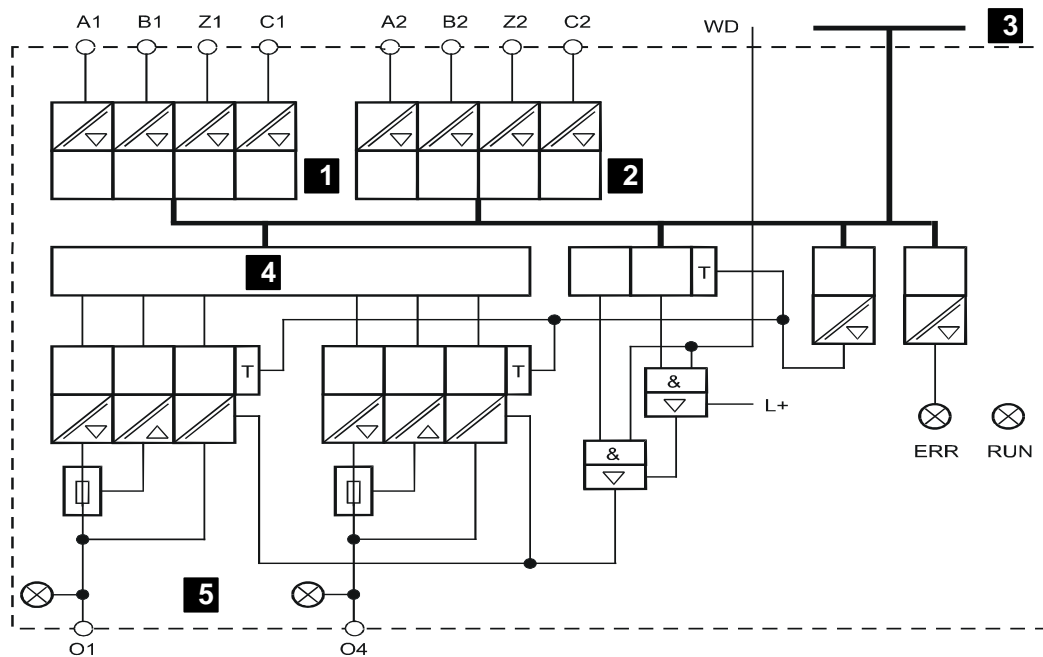 A1 B1 Z1 C1 A2 B2 Z2 C2 WD 3
1 2
4 T
T T
&
L+
&
ERR RUN
5
O1 O4